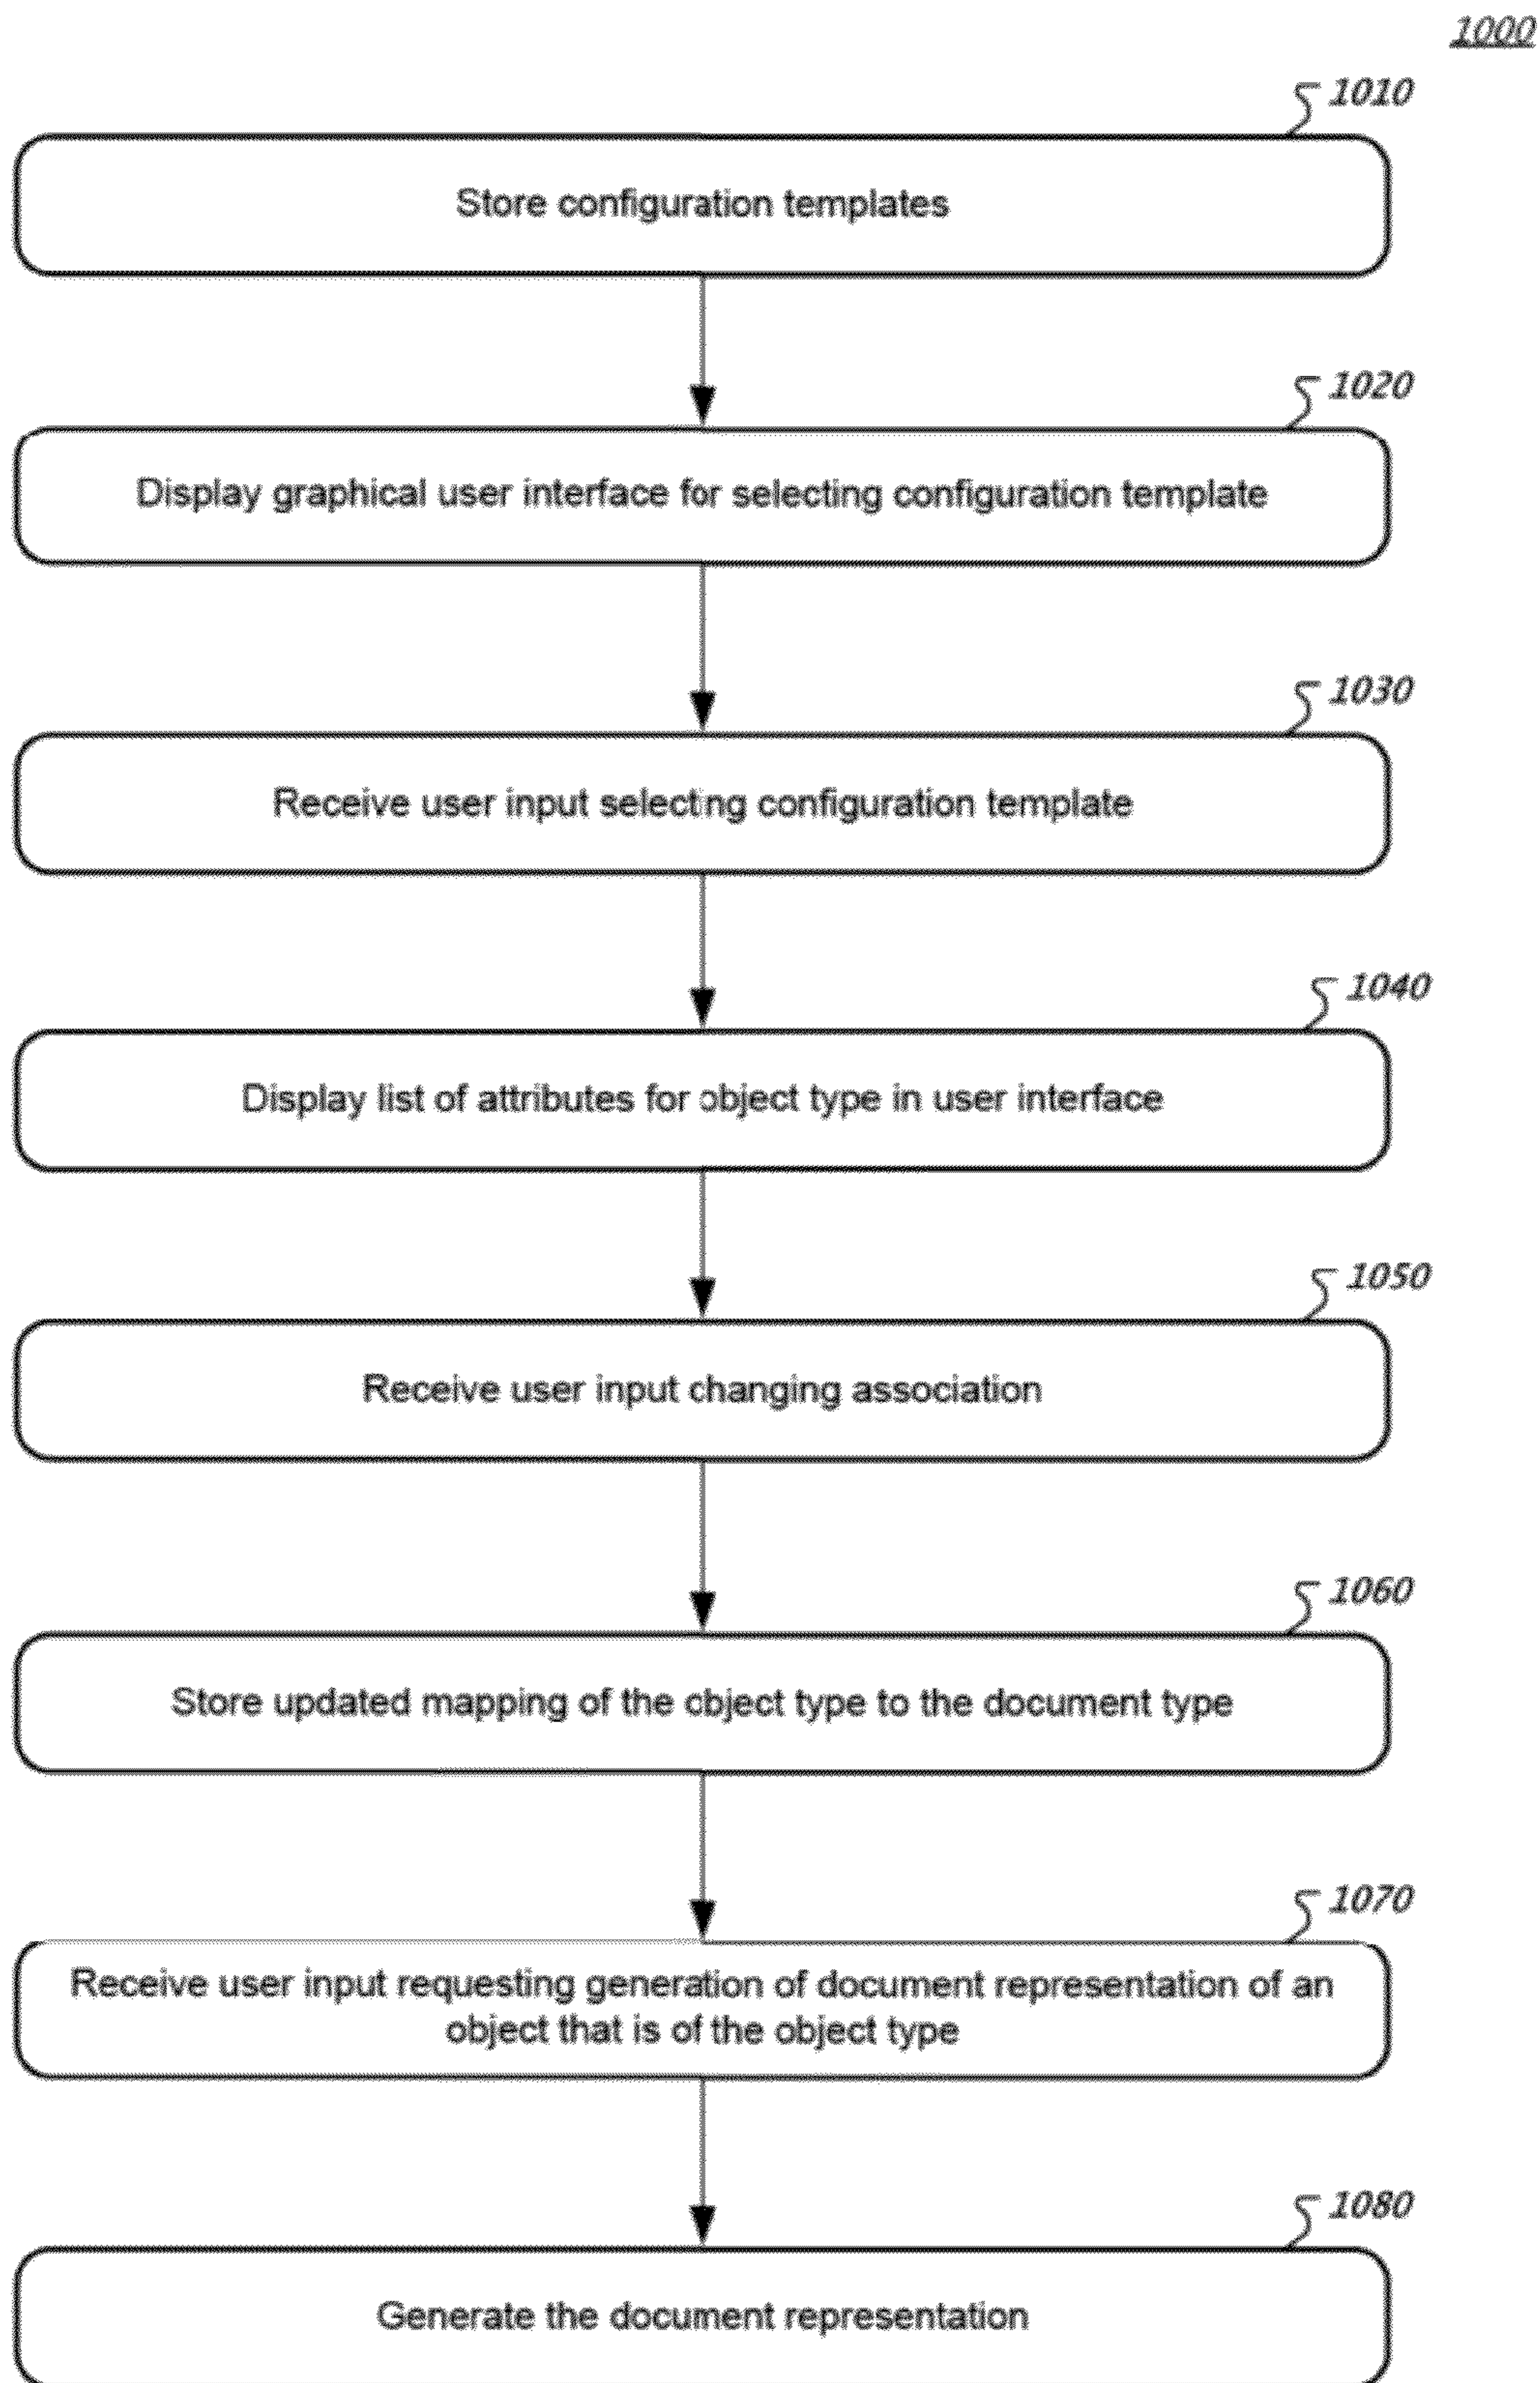 1000
1010
Store configuration templates
1020
Display graphical user interface for selecting configuration template
1030
Receive user input selecting configuration template
1040
Display list of attributes for object type in user interface
1050
Receive user input changing association
1060
Store updated mapping of the object type to the document type
1070
Receive user input requesting generation of document representation of an
object that is of the object type
1080
Generate the document representation